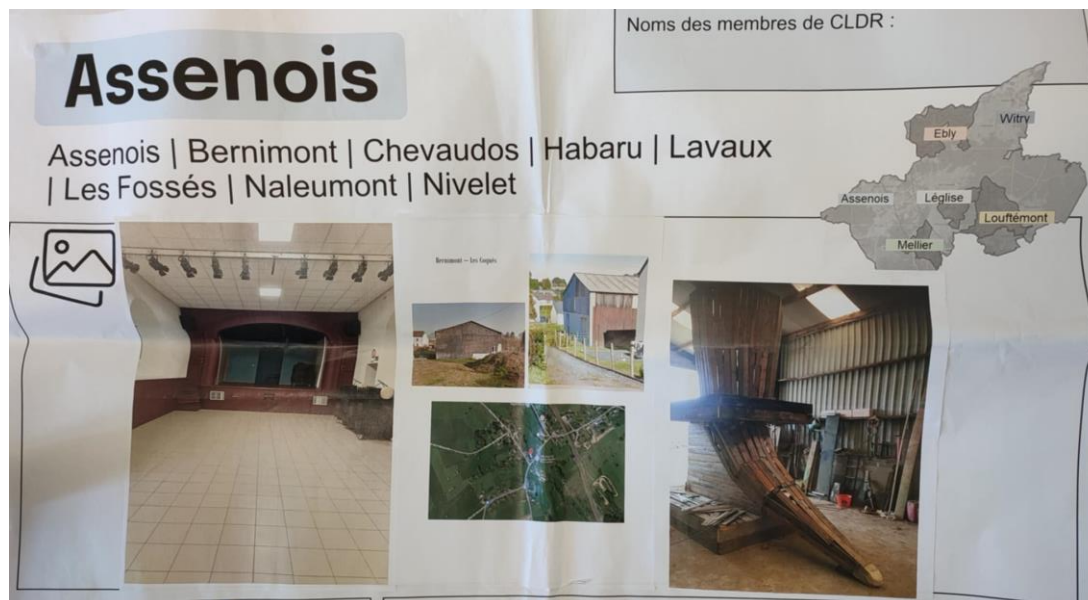 Noms des membres de CLDR :
Assenois
Assenois | Bernimont | Chevaudos | Habaru | Lavaux
| Les Fossés | Naleumont | Nivelet
Witry
Ebly
Assenois
Léglise
Louftémont
Mellier
Bernimont – Les Coquis